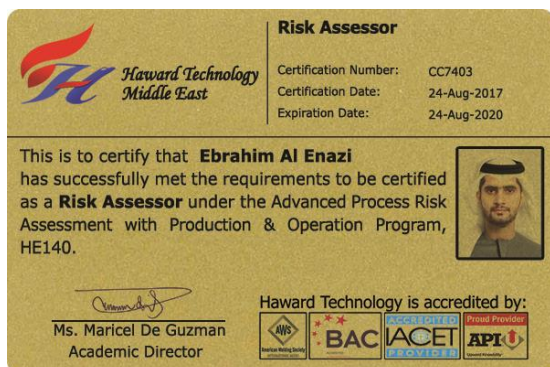 Haward Technology
Middle East
Risk Assessor
Certification Number: CC7403
Certification Date: 24-Aug-2017
Expiration Date: 24-Aug-2020
This is to certify that Ebrahim Al Enazi
has successfully met the requirements to be certified
as a Risk Assessor under the Advanced Process Risk
Assessment with Production & Operation Program,
HE140.
Ms. Maricel De Guzman
Academic Director
Haward Technology is accredited by:
AWS
American Welding Society
BAC
ACCREDITED
IACET
PROVIDER
Proud Provider
API